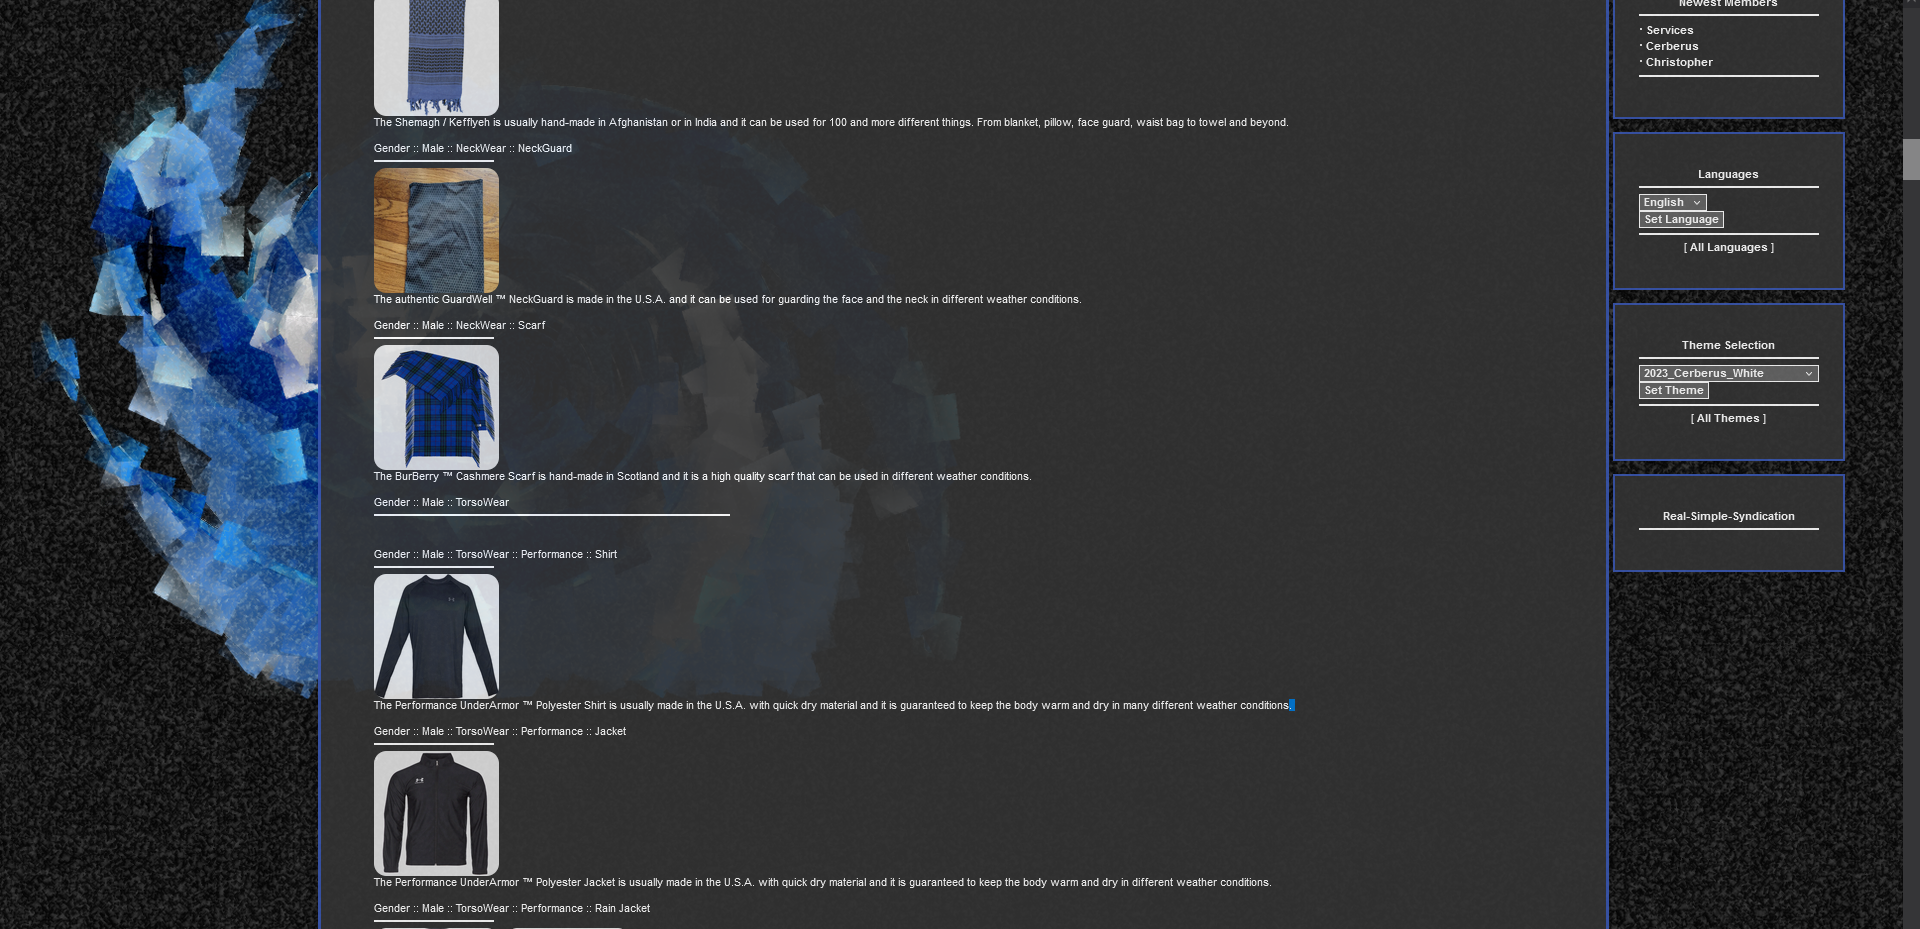 The Shemagh / Keffiyeh is usually hand-made in Afghanistan or in India and it can be used for 100 and more different things. From blanket, pillow, face guard, waist bag to towel and beyond.
Gender :: Male :: NeckWear :: NeckGuard
The authentic GuardWell ™ NeckGuard is made in the U.S.A. and it can be used for guarding the face and the neck in different weather conditions.
Gender :: Male :: NeckWear :: Scarf
The BurBerry ™ Cashmere Scarf is hand-made in Scotland and it is a high quality scarf that can be used in different weather conditions.
Gender :: Male :: TorsoWear
Gender :: Male :: TorsoWear :: Performance :: Shirt
The Performance UnderArmor ™ Polyester Shirt is usually made in the U.S.A. with quick dry material and it is guaranteed to keep the body warm and dry in many different weather conditions.
Gender :: Male :: TorsoWear :: Performance :: Jacket
The Performance UnderArmor ™ Polyester Jacket is usually made in the U.S.A. with quick dry material and it is guaranteed to keep the body warm and dry in different weather conditions.
Gender :: Male :: TorsoWear :: Performance :: Rain Jacket
Newest Members
· Services
· Cerberus
· Christopher
Languages
English
Set Language
[ All Languages ]
Theme Selection
2023_Cerberus_White
Set Theme
[ All Themes ]
Real-Simple-Syndication